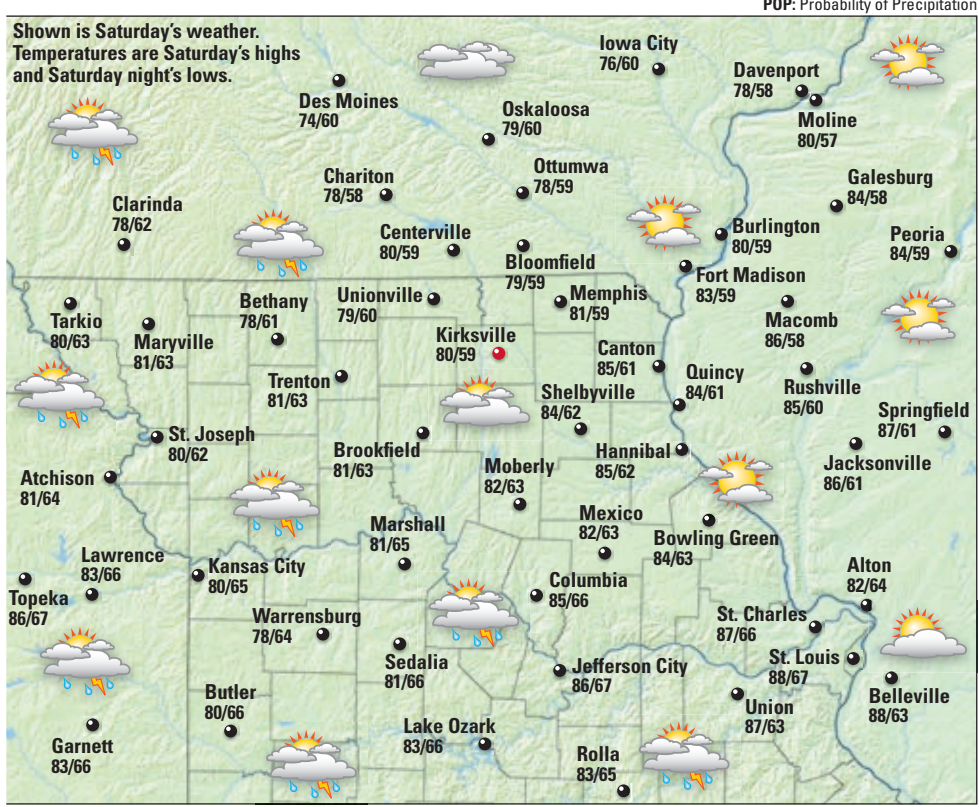 POP: Probability of Precipitation
Shown is Saturday's weather.
Temperatures are Saturday's highs
and Saturday night's lows.
Iowa City
76/60
Davenport
78/58
Des Moines
74/60
Oskaloosa
79/60
Moline
80/57
Ottumwa
78/59
Chariton
78/58
Galesburg
84/58
Clarinda
78/62
Centerville
80/59
Burlington
80/59
Peoria
84/59
Bloomfield
79/59
Fort Madison
83/59
Tarkio
80/63
Maryville
81/63
Bethany
78/61
Unionville
79/60
Memphis
81/59
Macomb
86/58
Kirksville
80/59
Canton
85/61
Trenton
81/63
Quincy
84/61
Rushville
85/60
Shelbyville
84/62
Springfield
87/61
St. Joseph
80/62
Brookfield
81/63
Hannibal
85/62
Jacksonville
86/61
Atchison
81/64
Moberly
82/63
Mexico
82/63
Marshall
81/65
Bowling Green
84/63
Lawrence
83/66
Kansas City
80/65
Columbia
85/66
Alton
82/64
Topeka
86/67
Warrensburg
78/64
St. Charles
87/66
Sedalia
81/66
Jefferson City
86/67
St. Louis
88/67
Butler
80/66
Union
87/63
Belleville
88/63
Garnett
83/66
Lake Ozark
83/66
Rolla
83/65